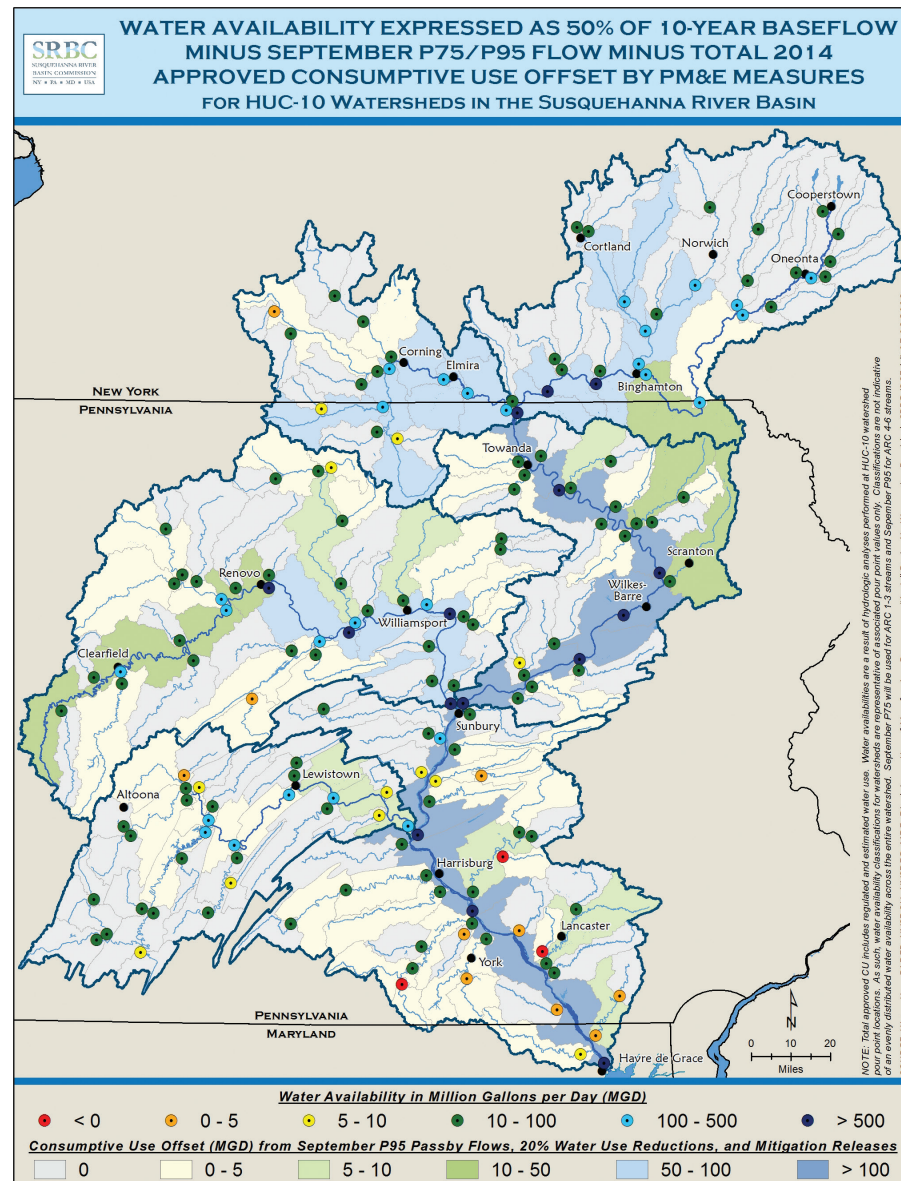 SRBC
SUSQUEHANNA RIVER
BASIN COMMISSION
NY • PA • MD • USA
WATER AVAILABILITY EXPRESSED AS 50% OF 10-YEAR BASEFLOW
MINUS SEPTEMBER P75/P95 FLOW MINUS TOTAL 2014
APPROVED CONSUMPTIVE USE OFFSET BY PM&E MEASURES
FOR HUC-10 WATERSHEDS IN THE SUSQUEHANNA RIVER BASIN
Cooperstown
Cortland
Norwich
Oneonta
Corning
Elmira
Binghamton
NEW YORK
PENNSYLVANIA
Towanda
Scranton
Renovo
Wilkes-
Barre
Williamsport
Clearfield
Sunbury
Lewistown
Altoona
Harrisburg
Lancaster
York
PENNSYLVANIA
MARYLAND
Havre de Grace
N
0 10 20
Miles
NOTE: Total approved CU includes regulated and estimated water use. Water availabilities are a result of hydrologic analyses performed at HUC-10 watershed
pour point locations. As such, water availability classifications for watersheds are representative of associated pour point values only. Classifications are not indicative
of an evenly distributed water availability across the entire watershed. September P75 will be used for ARC 1-3 streams and Sepember P95 for ARC 4-6 streams.
Water Availability in Million Gallons per Day (MGD)
< 0 0 - 5 5 - 10 10 - 100 100 - 500 > 500
Consumptive Use Offset (MGD) from September P95 Passby Flows, 20% Water Use Reductions, and Mitigation Releases
0 0 - 5 5 - 10 10 - 50 50 - 100 > 100